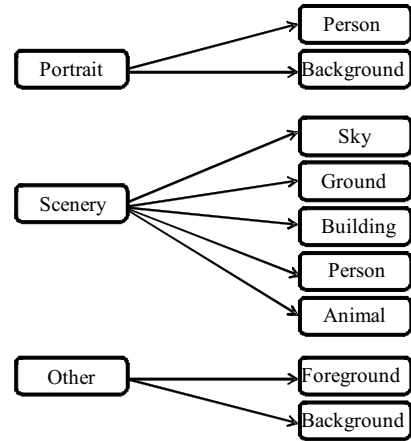 Portrait
Person
Background
Scenery
Sky
Ground
Building
Person
Animal
Other
Foreground
Background